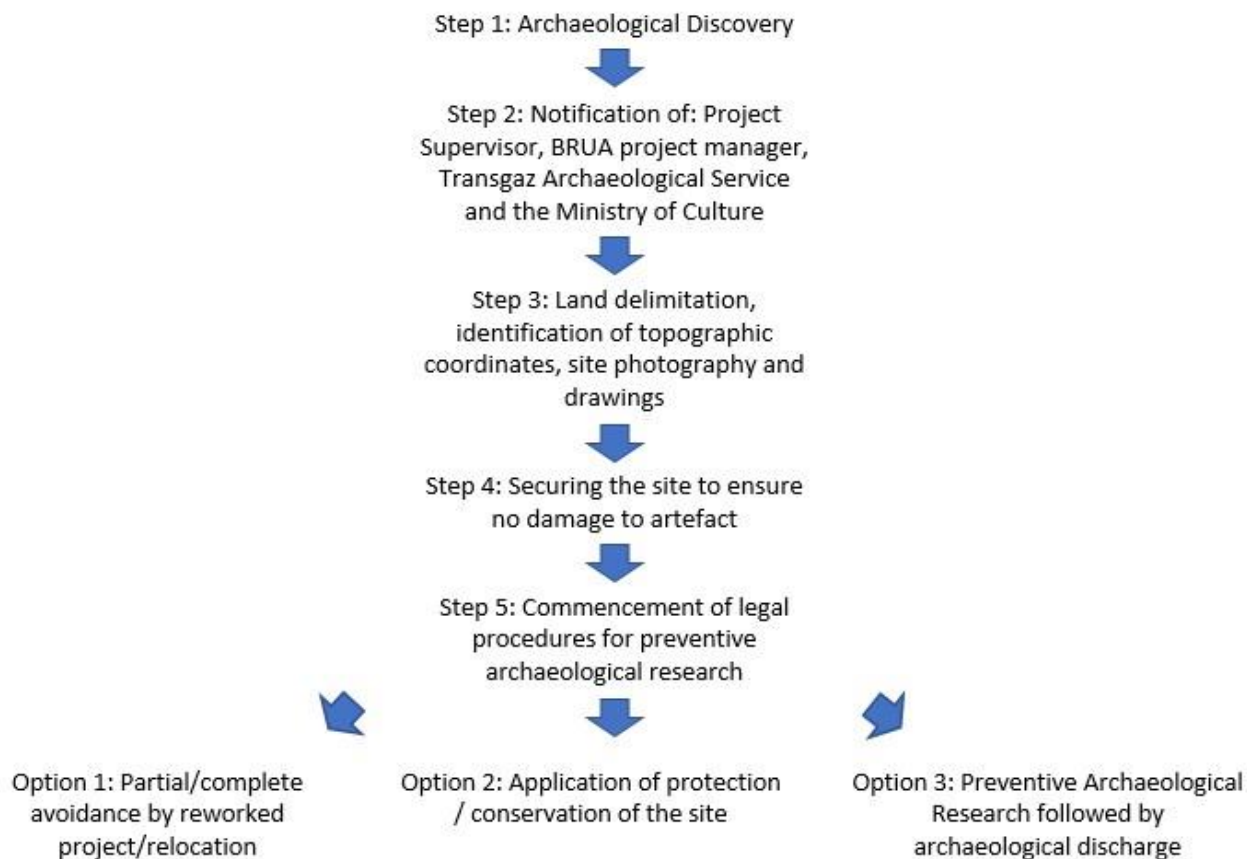 Step 1: Archaeological Discovery
Step 2: Notification of: Project
Supervisor, BRUA project manager,
Transgaz Archaeological Service
and the Ministry of Culture
Step 3: Land delimitation,
identification of topographic
coordinates, site photography and
drawings
Step 4: Securing the site to ensure
no damage to artefact
Step 5: Commencement of legal
procedures for preventive
archaeological research
Option 1: Partial/complete
avoidance by reworked
project/relocation
Option 2: Application of protection
/ conservation of the site
Option 3: Preventive Archaeological
Research followed by
archaeological discharge